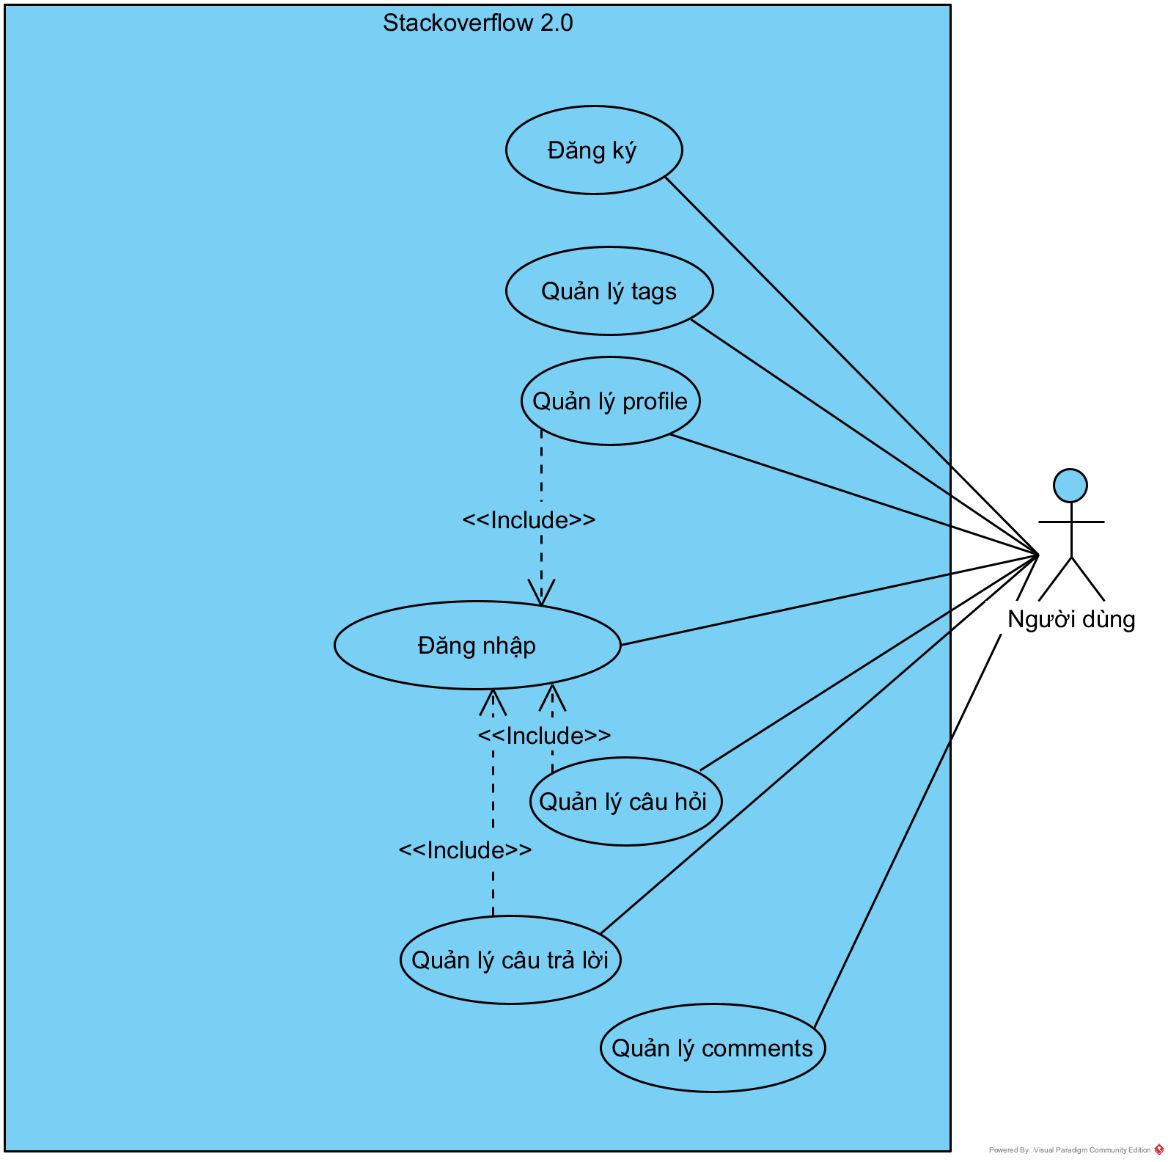 Stackoverflow 2.0
Đăng ký
Quản lý tags
Quản lý profile
<<Include>>
Đăng nhập
Người dùng
<<Include>>
Quản lý câu hỏi
<<Include>>
Quản lý câu trả lời
Quản lý comments
Powered By: Visual Paradigm Community Edition